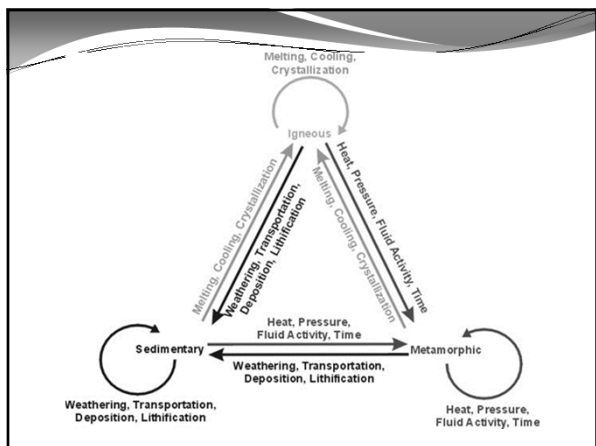 Melting, Cooling,
Crystallization
Igneous
Melting, Cooling, Crystallization
Weathering, Transportation,
Deposition, Lithification
Heat, Pressure, Fluid Activity, Time
Melting, Cooling, Crystallization
Heat, Pressure,
Fluid Activity, Time
Sedimentary
Metamorphic
Weathering, Transportation,
Deposition, Lithification
Weathering, Transportation,
Deposition, Lithification
Heat, Pressure,
Fluid Activity, Time